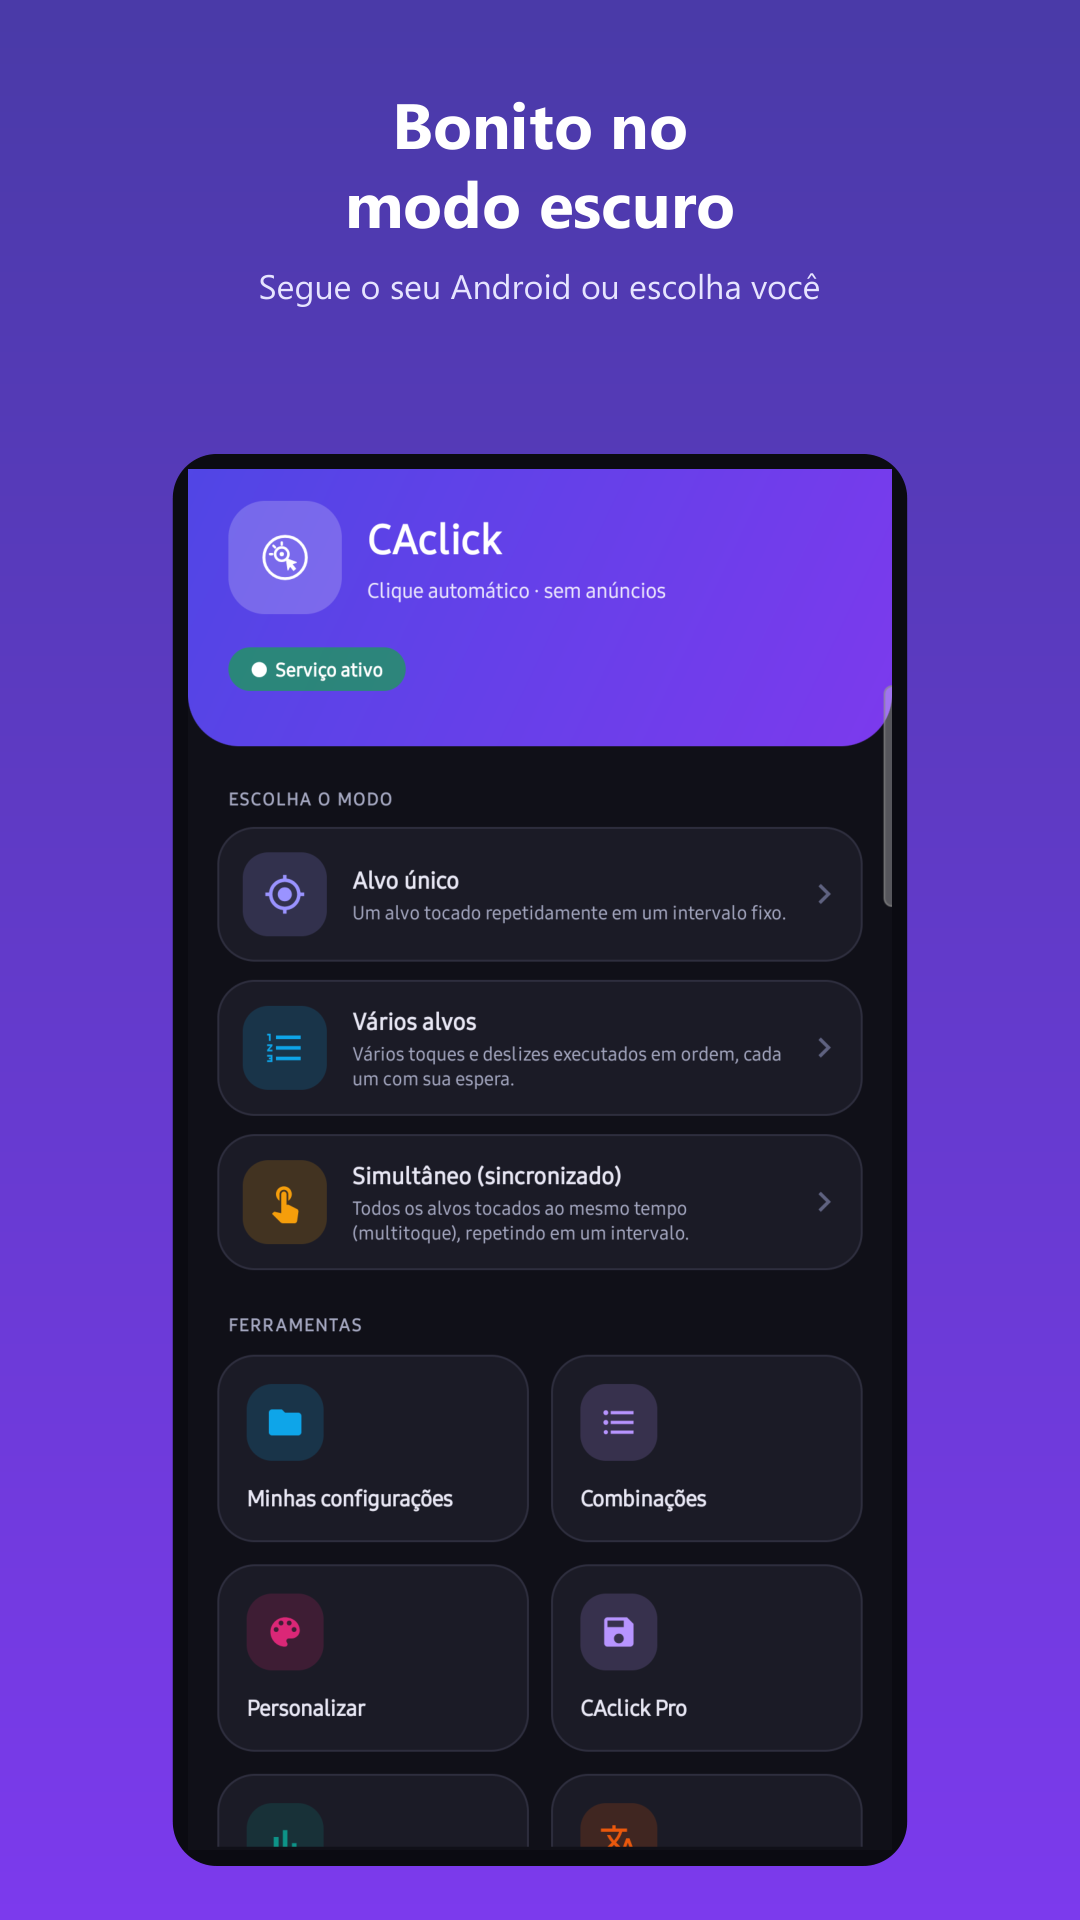 Bonito no
modo escuro
Segue o seu Android ou escolha você
CAclick
Clique automático · sem anúncios
Serviço ativo
ESCOLHA O MODO
Alvo único
Um alvo tocado repetidamente em um intervalo fixo.
1
2
3
Vários alvos
Vários toques e deslizes executados em ordem, cada
um com sua espera.
Simultâneo (sincronizado)
Todos os alvos tocados ao mesmo tempo
(multitoque), repetindo em um intervalo.
FERRAMENTAS
Minhas configurações
Combinações
Personalizar
CAclick Pro